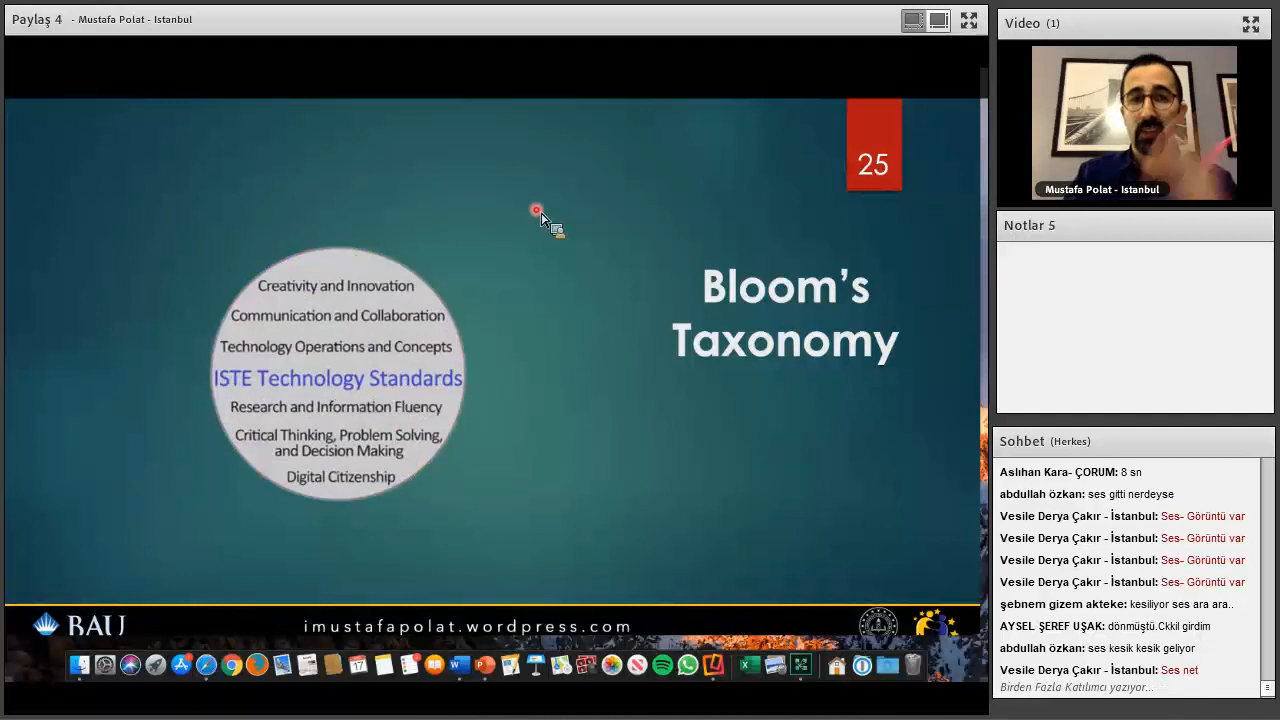 Paylaş 4 - Mustafa Polat - Istanbul
25
Bloom's
Taxonomy
Creativity and Innovation
Communication and Collaboration
Technology Operations and Concepts
ISTE Technology Standards
Research and Information Fluency
Critical Thinking, Problem Solving,
and Decision Making
Digital Citizenship
BAU
imustafapolat.wordpress.com
17
Video (1)
Mustafa Polat - Istanbul
Notlar 5
Sohbet (Herkes)
Aslıhan Kara- ÇORUM: 8 sn
abdullah özkan: ses gitti nerdeyse
Vesile Derya Çakır - İstanbul: Ses- Görüntü var
Vesile Derya Çakır - İstanbul: Ses- Görüntü var
Vesile Derya Çakır - İstanbul: Ses- Görüntü var
Vesile Derya Çakır - İstanbul: Ses- Görüntü var
şebnem gizem akteke: kesiliyor ses ara ara..
AYSEL ŞEREF UŞAK: dönmüştü.Ckkil girdim
abdullah özkan: ses kesik kesik geliyor
Vesile Derya Çakır - İstanbul: Ses net
Birden Fazla Katılımcı yazıyor...